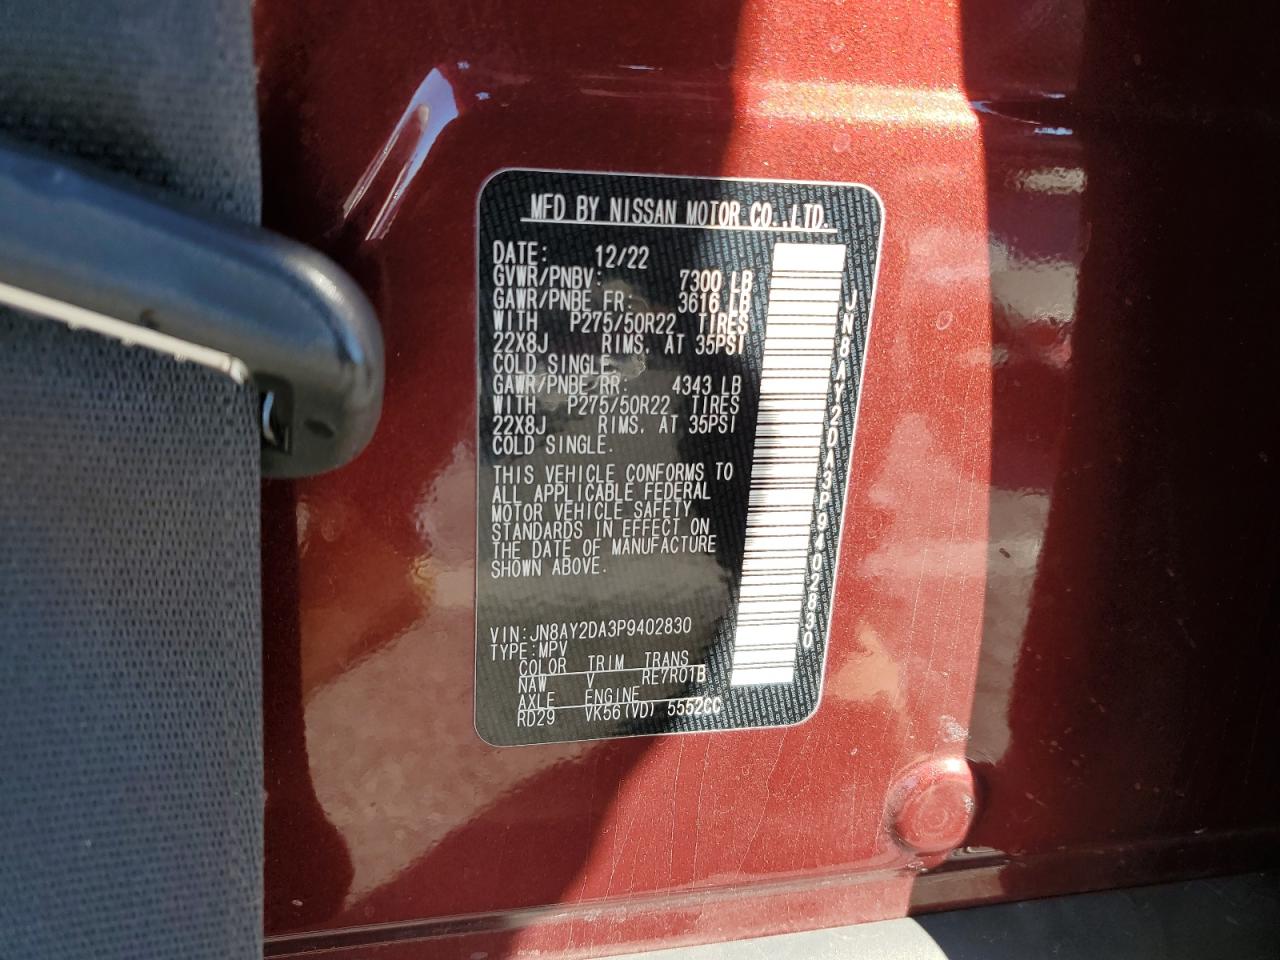 MFD BY NISSAN MOTOR CO.,LTD.
DATE: 12/22
GVWR/PNBV: 7300 LB
GAWR/PNBE FR: 3616 LB
WITH P275/50R22 TIRES
22X8J RIMS, AT 35PSI
COLD SINGLE.
GAWR/PNBE RR: 4343 LB
WITH P275/50R22 TIRES
22X8J RIMS, AT 35PSI
COLD SINGLE.
THIS VEHICLE CONFORMS TO
ALL APPLICABLE FEDERAL
MOTOR VEHICLE SAFETY
STANDARDS IN EFFECT ON
THE DATE OF MANUFACTURE
SHOWN ABOVE.
VIN:JN8AY2DA3P9402830
TYPE:MPV
COLOR TRIM TRANS
NAW V RE7R01B
AXLE ENGINE
RD29 VK56(VD) 5552CC
JN8AY2DA3P9402830